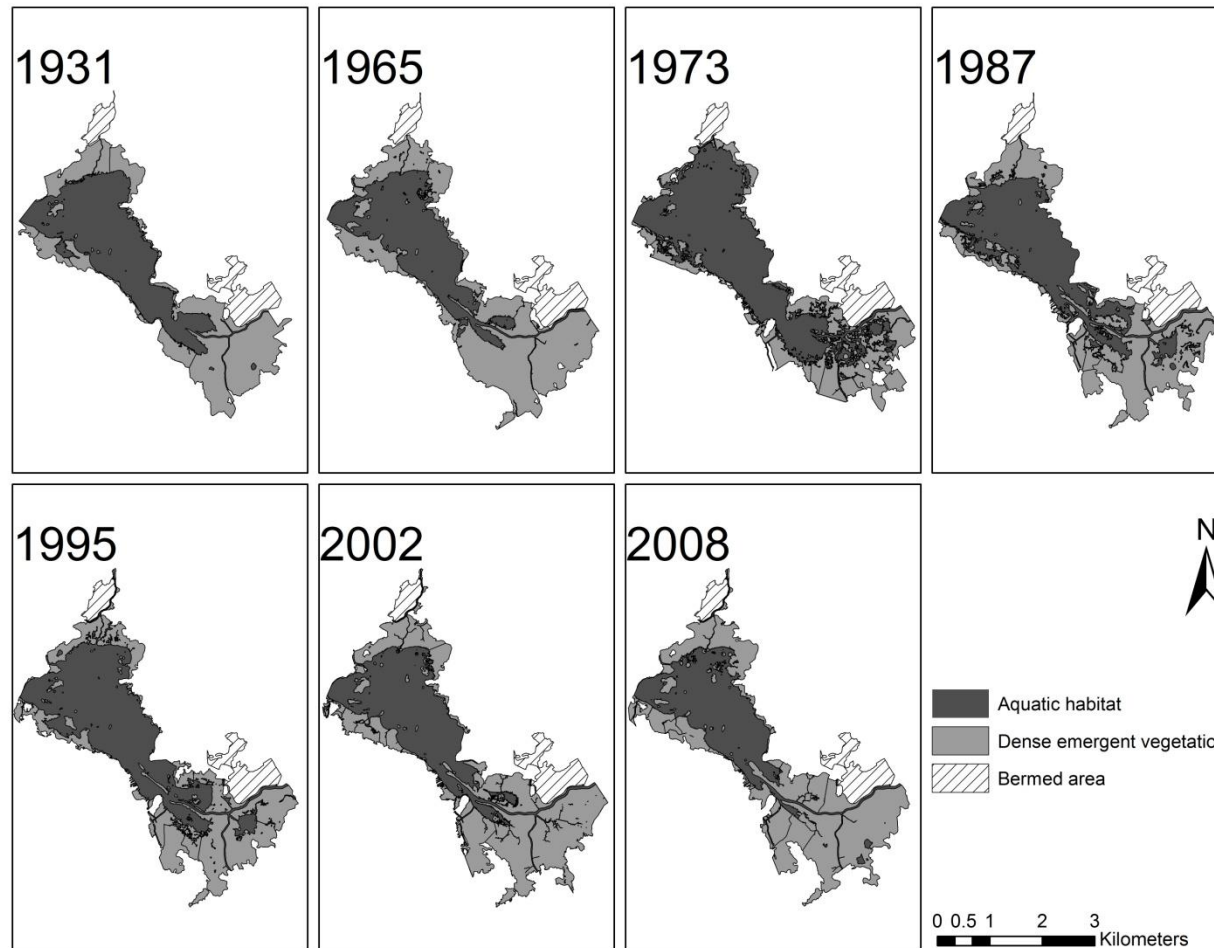 1931
1965
1973
1987
1995
2002
2008
N
Aquatic habitat
Dense emergent vegetatio
Bermed area
0 0.5 1 2 3
Kilometers